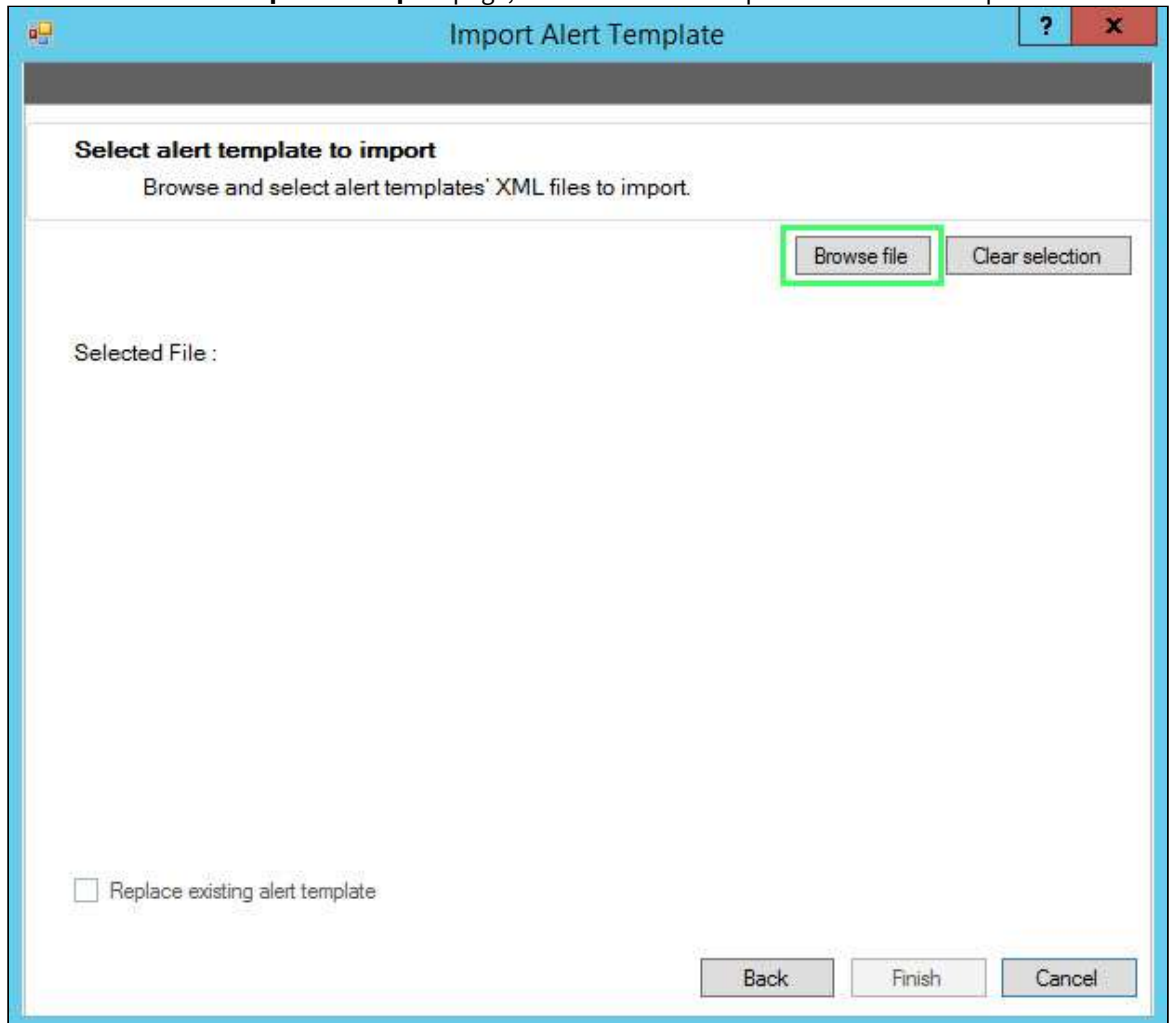 Import Alert Template
? x
Select alert template to import
Browse and select alert templates' XML files to import.
Browse file Clear selection
Selected File :
Replace existing alert template
Back Finish Cancel